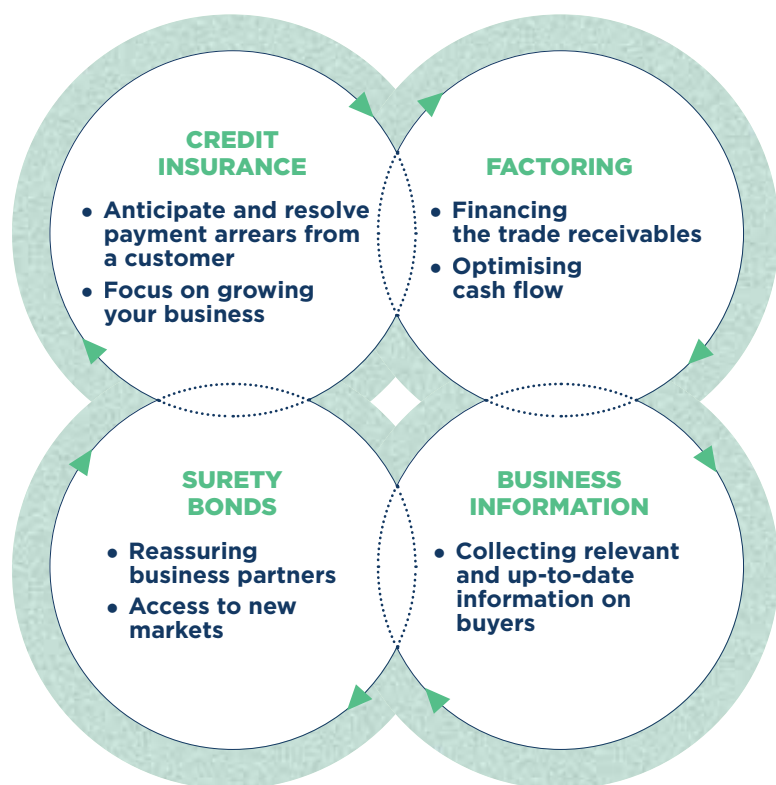 CREDIT
INSURANCE
• Anticipate and resolve
payment arrears from
a customer
• Focus on growing
your business
FACTORING
• Financing
the trade receivables
• Optimising
cash flow
SURETY
BONDS
• Reassuring
business partners
• Access to new
markets
BUSINESS
INFORMATION
• Collecting relevant
and up-to-date
information on
buyers